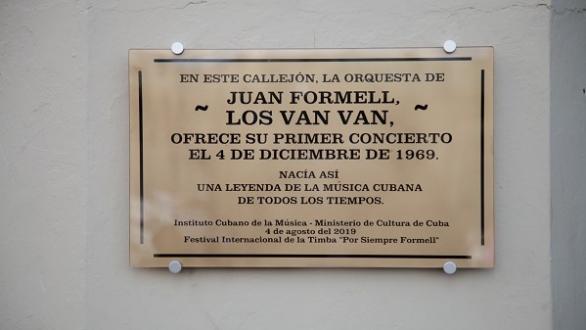 EN ESTE CALLEJÓN, LA ORQUESTA DE
~ JUAN FORMELL, ~
LOS VAN VAN,
OFRECE SU PRIMER CONCIERTO
EL 4 DE DICIEMBRE DE 1969.
NACÍA ASÍ
UNA LEYENDA DE LA MÚSICA CUBANA
DE TODOS LOS TIEMPOS.
Instituto Cubano de la Música - Ministerio de Cultura de Cuba
4 de agosto del 2019
Festival Internacional de la Timba "Por Siempre Formell"